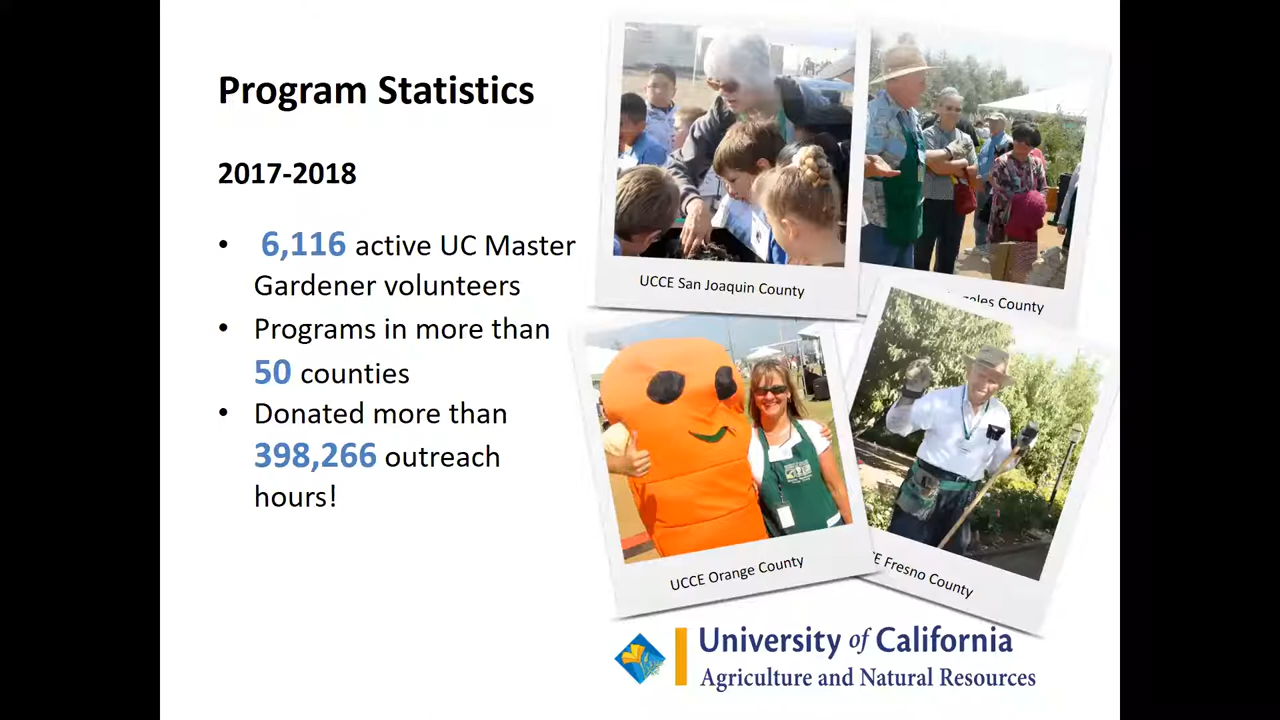 Program Statistics
2017-2018
• 6,116 active UC Master
Gardener volunteers
• Programs in more than
50 counties
• Donated more than
398,266 outreach
hours!
UCCE San Joaquin County
County
UCCE Orange County
Fresno County
University of California
Agriculture and Natural Resources